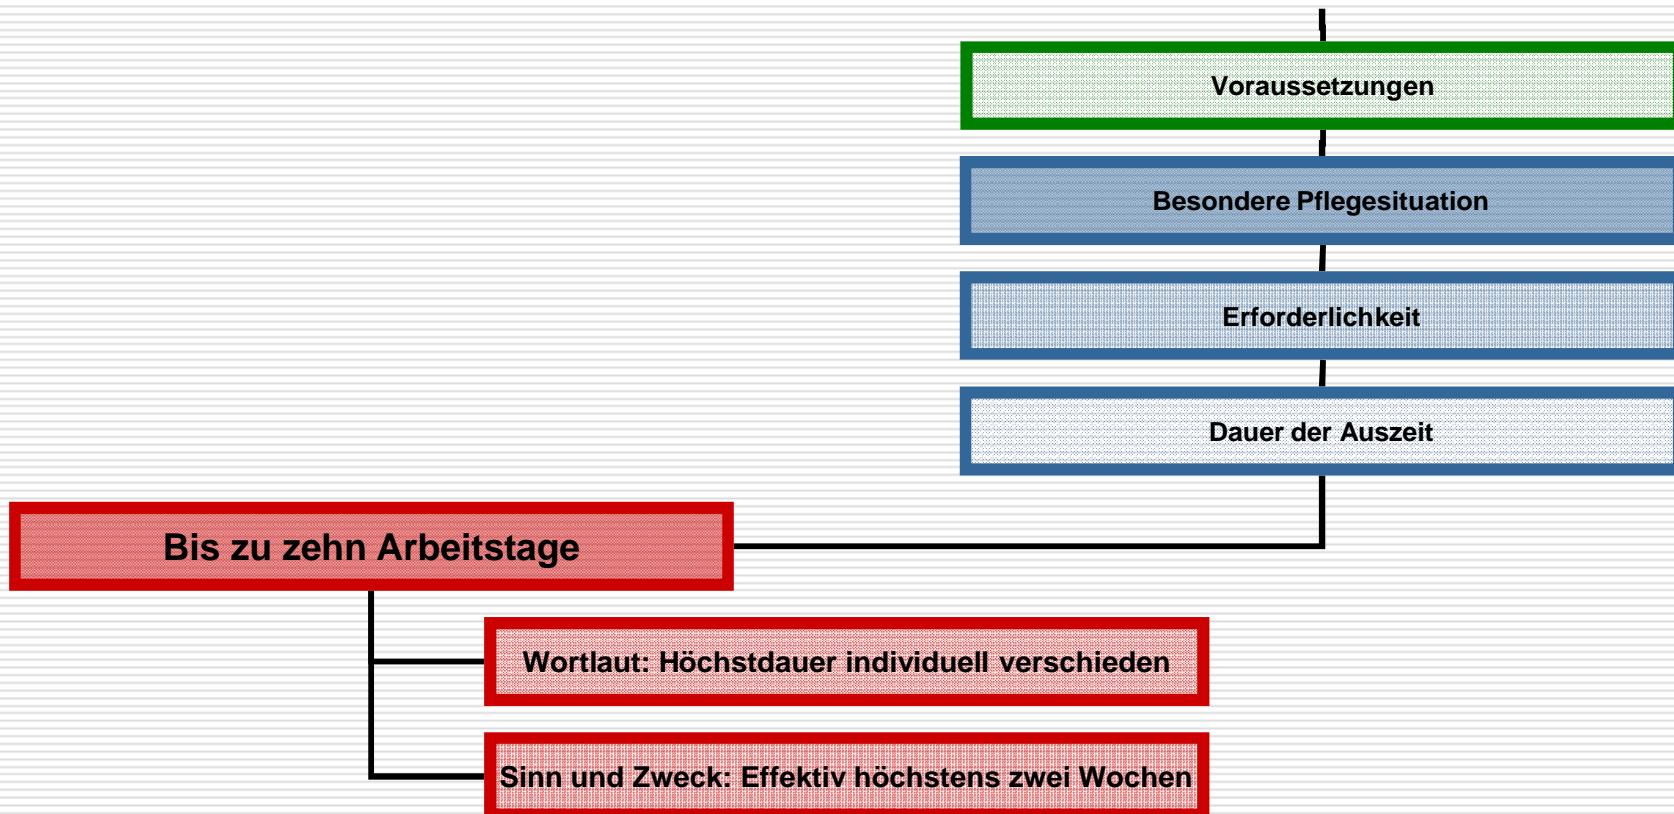 Voraussetzungen
Besondere Pflegesituation
Erforderlichkeit
Dauer der Auszeit
Bis zu zehn Arbeitstage
Wortlaut: Höchstdauer individuell verschieden
Sinn und Zweck: Effektiv höchstens zwei Wochen